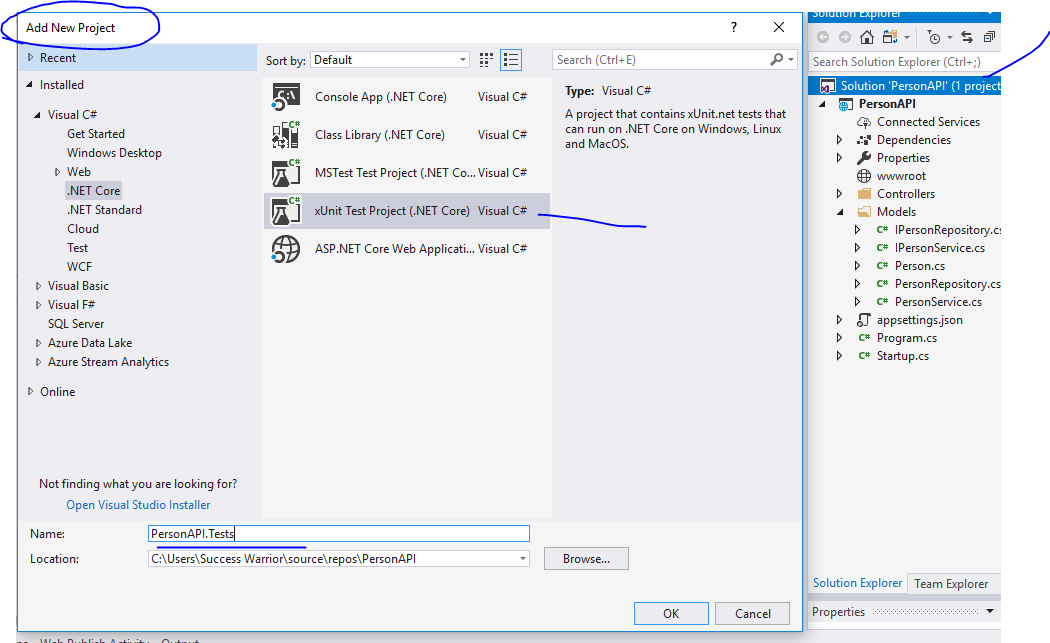 Add New Project
?
Recent
Installed
Visual C#
Get Started
Windows Desktop
Web
.NET Core
.NET Standard
Cloud
Test
WCF
Visual Basic
Visual F#
SQL Server
Azure Data Lake
Azure Stream Analytics
Online
Not finding what you are looking for?
Open Visual Studio Installer
Sort by: Default
Console App (.NET Core) Visual C#
Class Library (.NET Core) Visual C#
MSTest Test Project (.NET Co... Visual C#
xUnit Test Project (.NET Core) Visual C#
ASP.NET Core Web Applicati... Visual C#
Search (Ctrl+E)
Type: Visual C#
A project that contains xUnit.net tests that
can run on .NET Core on Windows, Linux
and MacOS.
Name: PersonAPI.Tests
Location: C:\Users\Success Warrior\source\repos\PersonAPI
Browse...
OK
Cancel
Solution Explorer
Search Solution Explorer (Ctrl+;)
Solution 'PersonAPI' (1 project
PersonAPI
Connected Services
Dependencies
Properties
wwwroot
Controllers
Models
C# IPersonRepository.cs
C# IPersonService.cs
C# Person.cs
C# PersonRepository.cs
C# PersonService.cs
appsettings.json
C# Program.cs
C# Startup.cs
Solution Explorer Team Explorer
Properties
Web Publish Activity Output